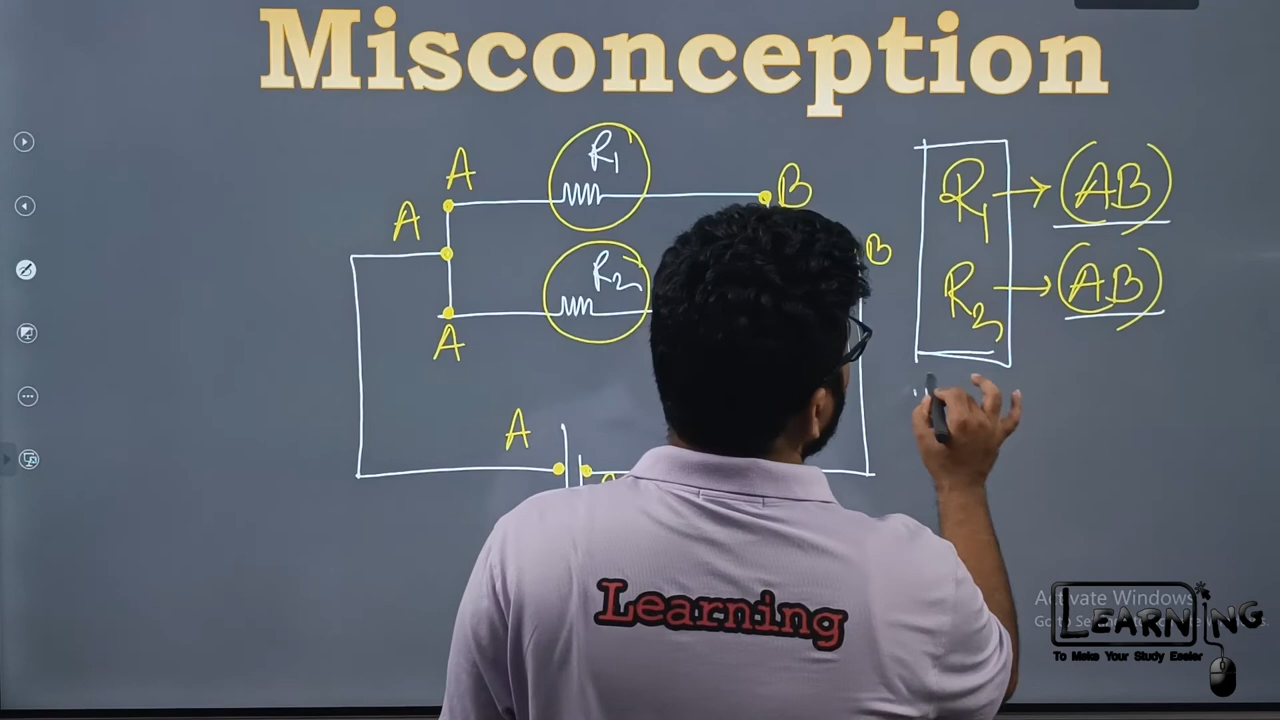 Misconception
A
R1
B
A
R2
B
A
A
R1 → (AB)
R2 → (AB)
Learning
Activate Windows
LEARNING
To Make Your Study Easier